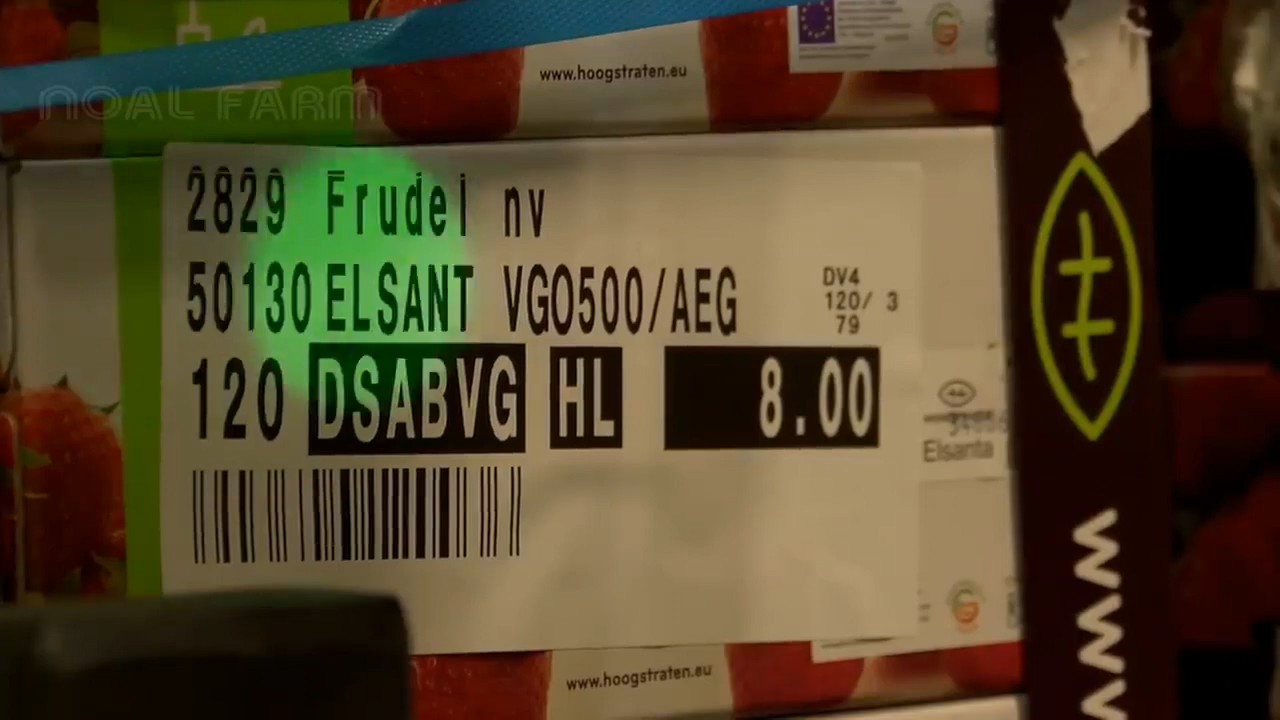 www.hoogstraten.eu
NOAL FARM
2829 Frudel nv
50130 ELSANT VGO500/AEG
DV4
120/ 3
79
120 DSABVG HL 8.00
Elsanta
www.hoogstraten.eu